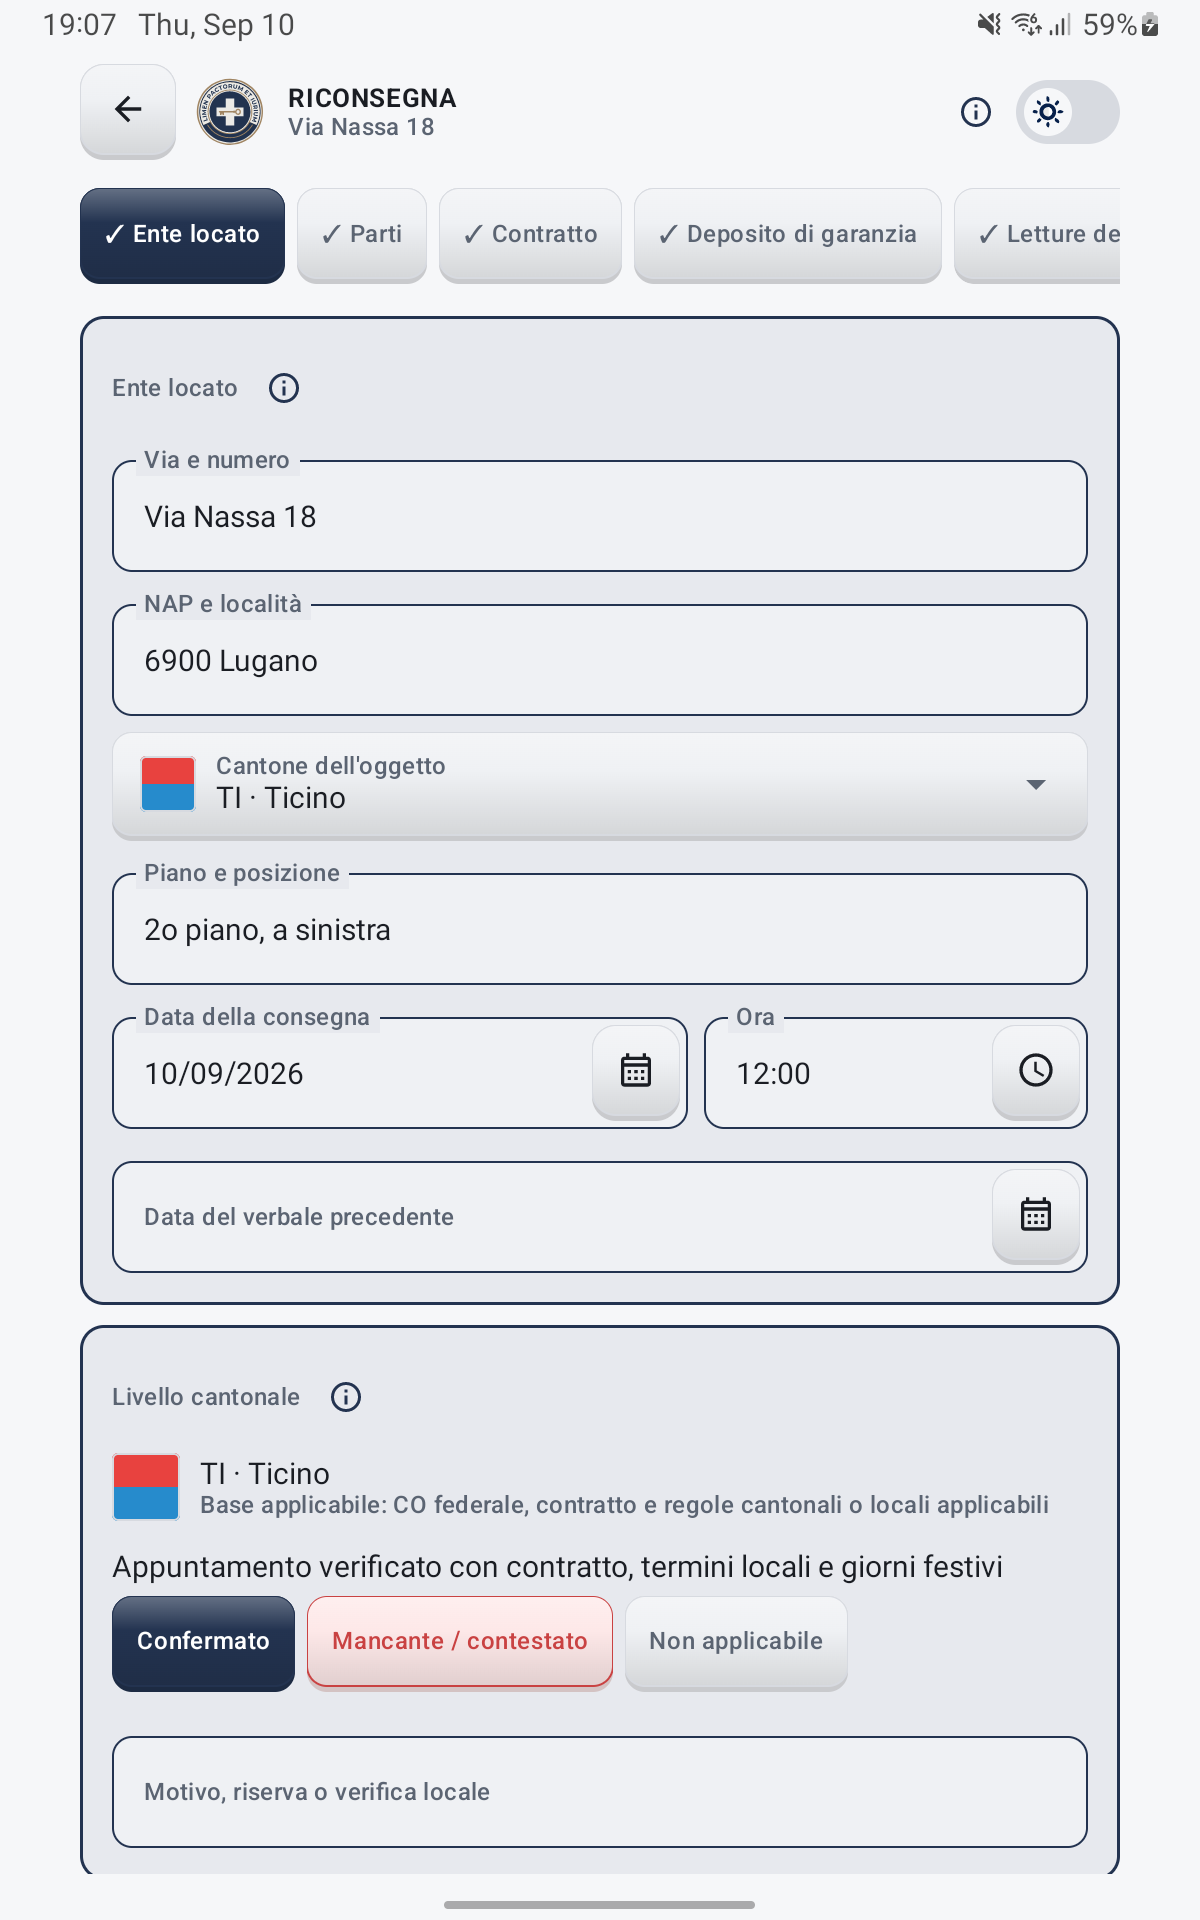 19:07 Thu, Sep 10
59%
LIMEN PACTORUM ET IURIUM
RICONSEGNA
Via Nassa 18
✓ Ente locato
✓ Parti
✓ Contratto
✓ Deposito di garanzia
✓ Letture de
Ente locato
Via e numero
Via Nassa 18
NAP e località
6900 Lugano
Cantone dell'oggetto
TI · Ticino
Piano e posizione
2o piano, a sinistra
Data della consegna
10/09/2026
Ora
12:00
Data del verbale precedente
Livello cantonale
TI · Ticino
Base applicabile: CO federale, contratto e regole cantonali o locali applicabili
Appuntamento verificato con contratto, termini locali e giorni festivi
Confermato
Mancante / contestato
Non applicabile
Motivo, riserva o verifica locale